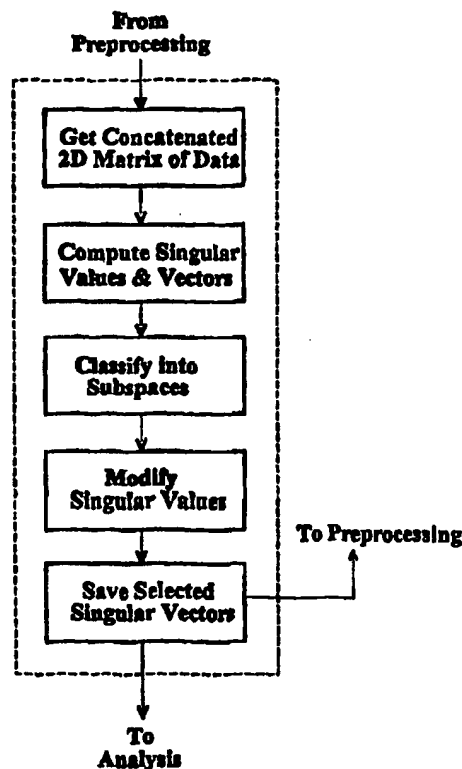 From
Preprocessing
Get Concatenated
2D Matrix of Data
Compute Singular
Values & Vectors
Classify into
Subspaces
Modify
Singular Values
To Preprocessing
Save Selected
Singular Vectors
To
Analysis